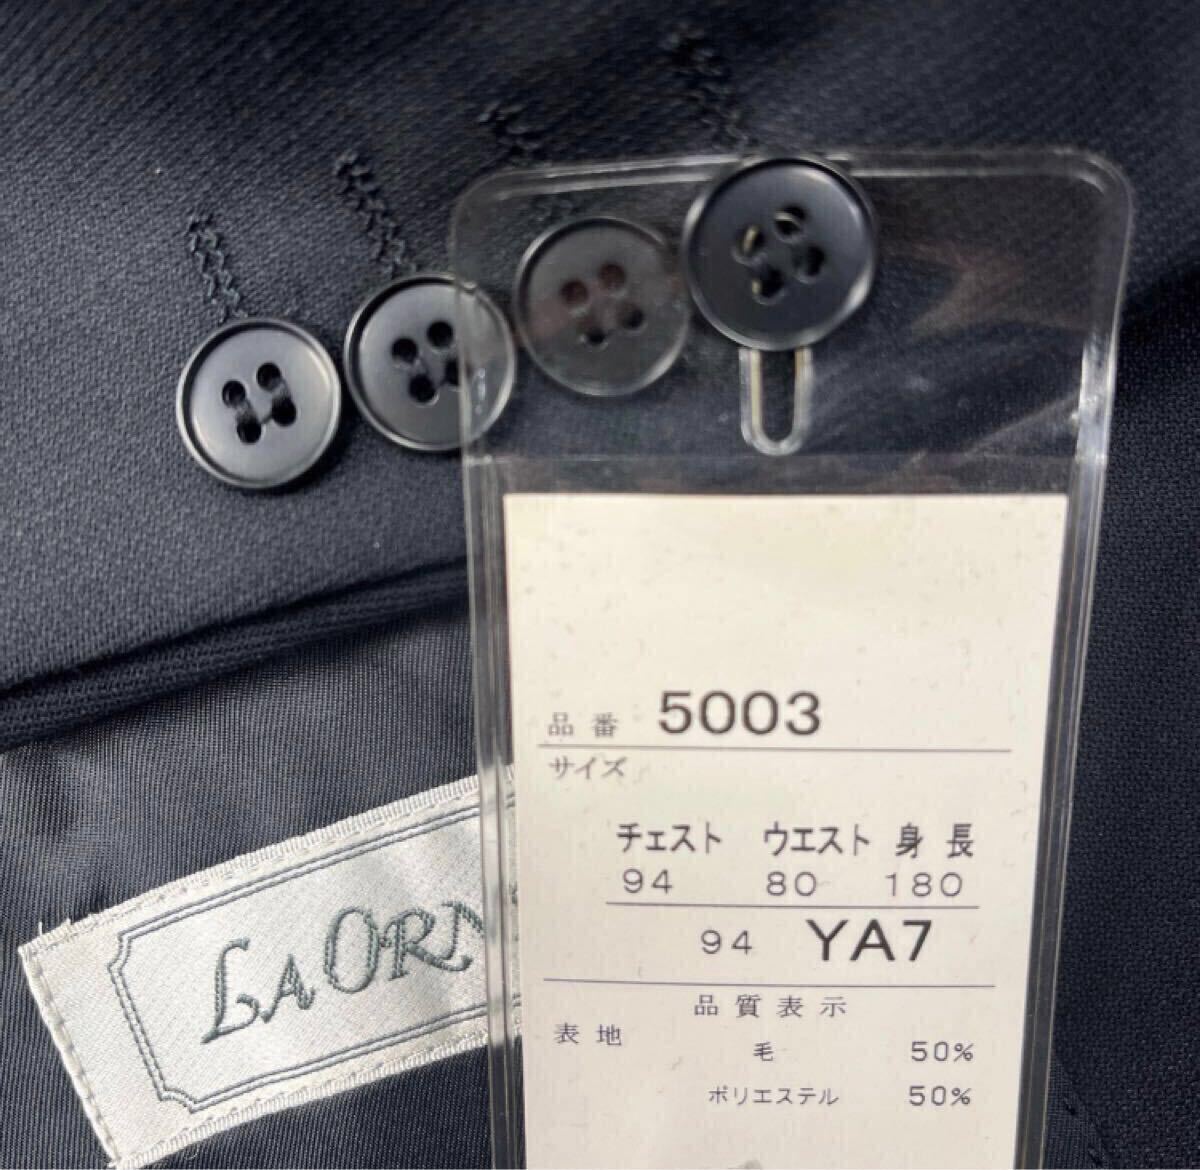 品番 5003
サイズ
チェスト ウエスト 身長
94 80 180
94 YA7
品質表示
表地
毛 50%
ポリエステル 50%
LA ORN